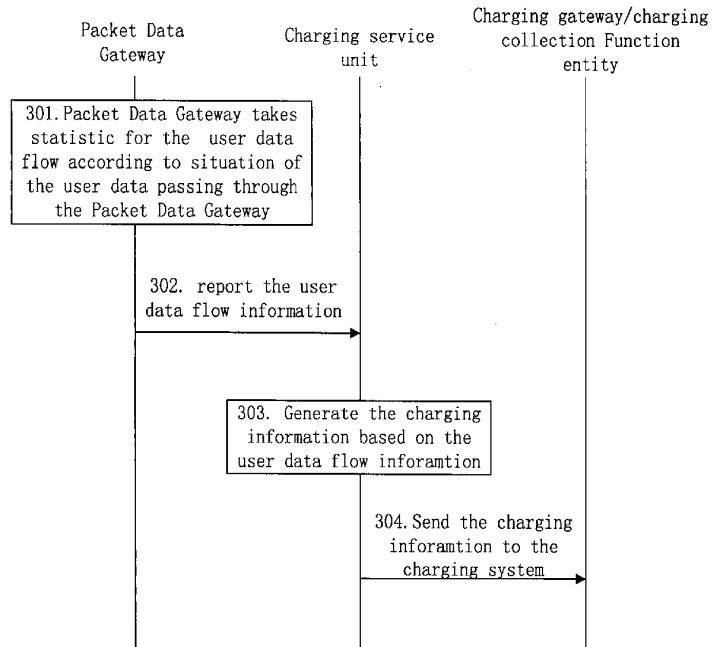 Packet Data
Gateway
Charging service
unit
Charging gateway/charging
collection Function
entity
301. Packet Data Gateway takes
statistic for the user data
flow according to situation of
the user data passing through
the Packet Data Gateway
302. report the user
data flow information
303. Generate the charging
information based on the
user data flow inforamtion
304. Send the charging
inforamtion to the
charging system